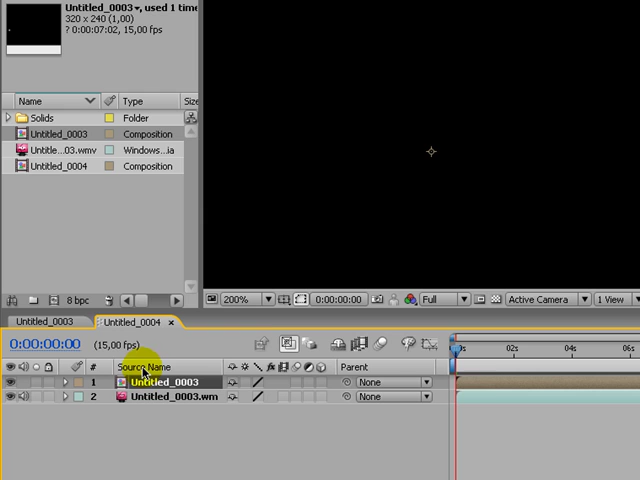 Untitled_0003, used 1 time
320 x 240 (1,00)
? 0:00:07:02, 15,00 fps
Name Type Size
Solids Folder
Untitled_0003 Composition
Untitle...03.wmv Windows...ia
Untitled_0004 Composition
8 bpc
200% 0:00:00:00 Full Active Camera 1 View
Untitled_0003 Untitled_0004 ×
0:00:00:00 (15,00 fps)
0s 02s 04s 06s
# Source Name fx Parent
1 Untitled_0003 None
2 Untitled_0003.wm None